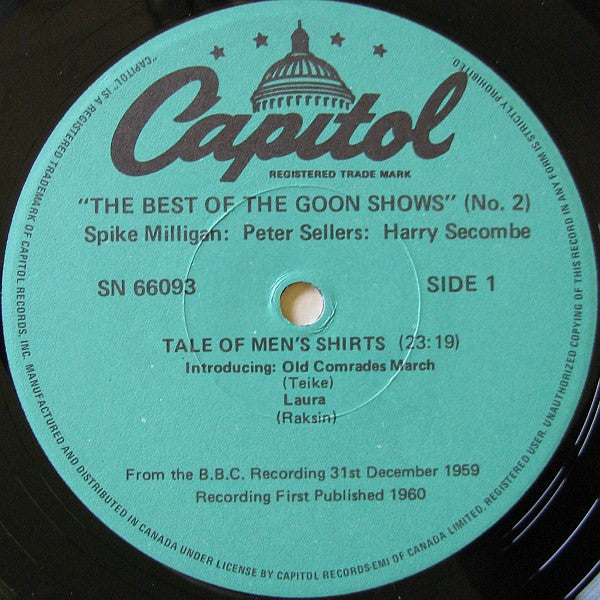 Capitol
REGISTERED TRADE MARK
"THE BEST OF THE GOON SHOWS" (No. 2)
Spike Milligan: Peter Sellers: Harry Secombe
SN 66093
SIDE 1
TALE OF MEN'S SHIRTS (23:19)
Introducing: Old Comrades March
(Teike)
Laura
(Raksin)
From the B.B.C. Recording 31st December 1959
Recording First Published 1960
"CAPITOL" IS A REGISTERED TRADEMARK OF CAPITOL RECORDS, INC. MANUFACTURED AND DISTRIBUTED IN CANADA UNDER LICENSE BY CAPITOL RECORDS-EMI OF CANADA LIMITED, REGISTERED USER. UNAUTHORIZED COPYING OF THIS RECORD IN ANY FORM IS STRICTLY PROHIBITED